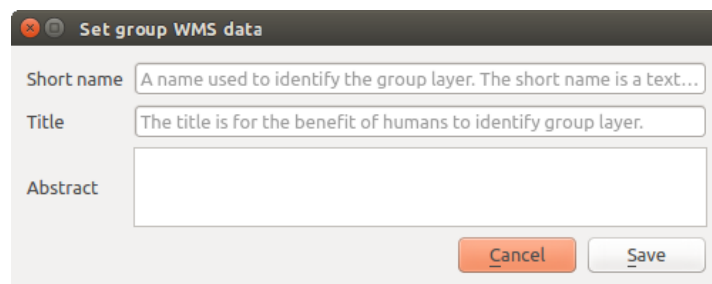 Set group WMS data
Short name A name used to identify the group layer. The short name is a text...
Title The title is for the benefit of humans to identify group layer.
Abstract
Cancel Save